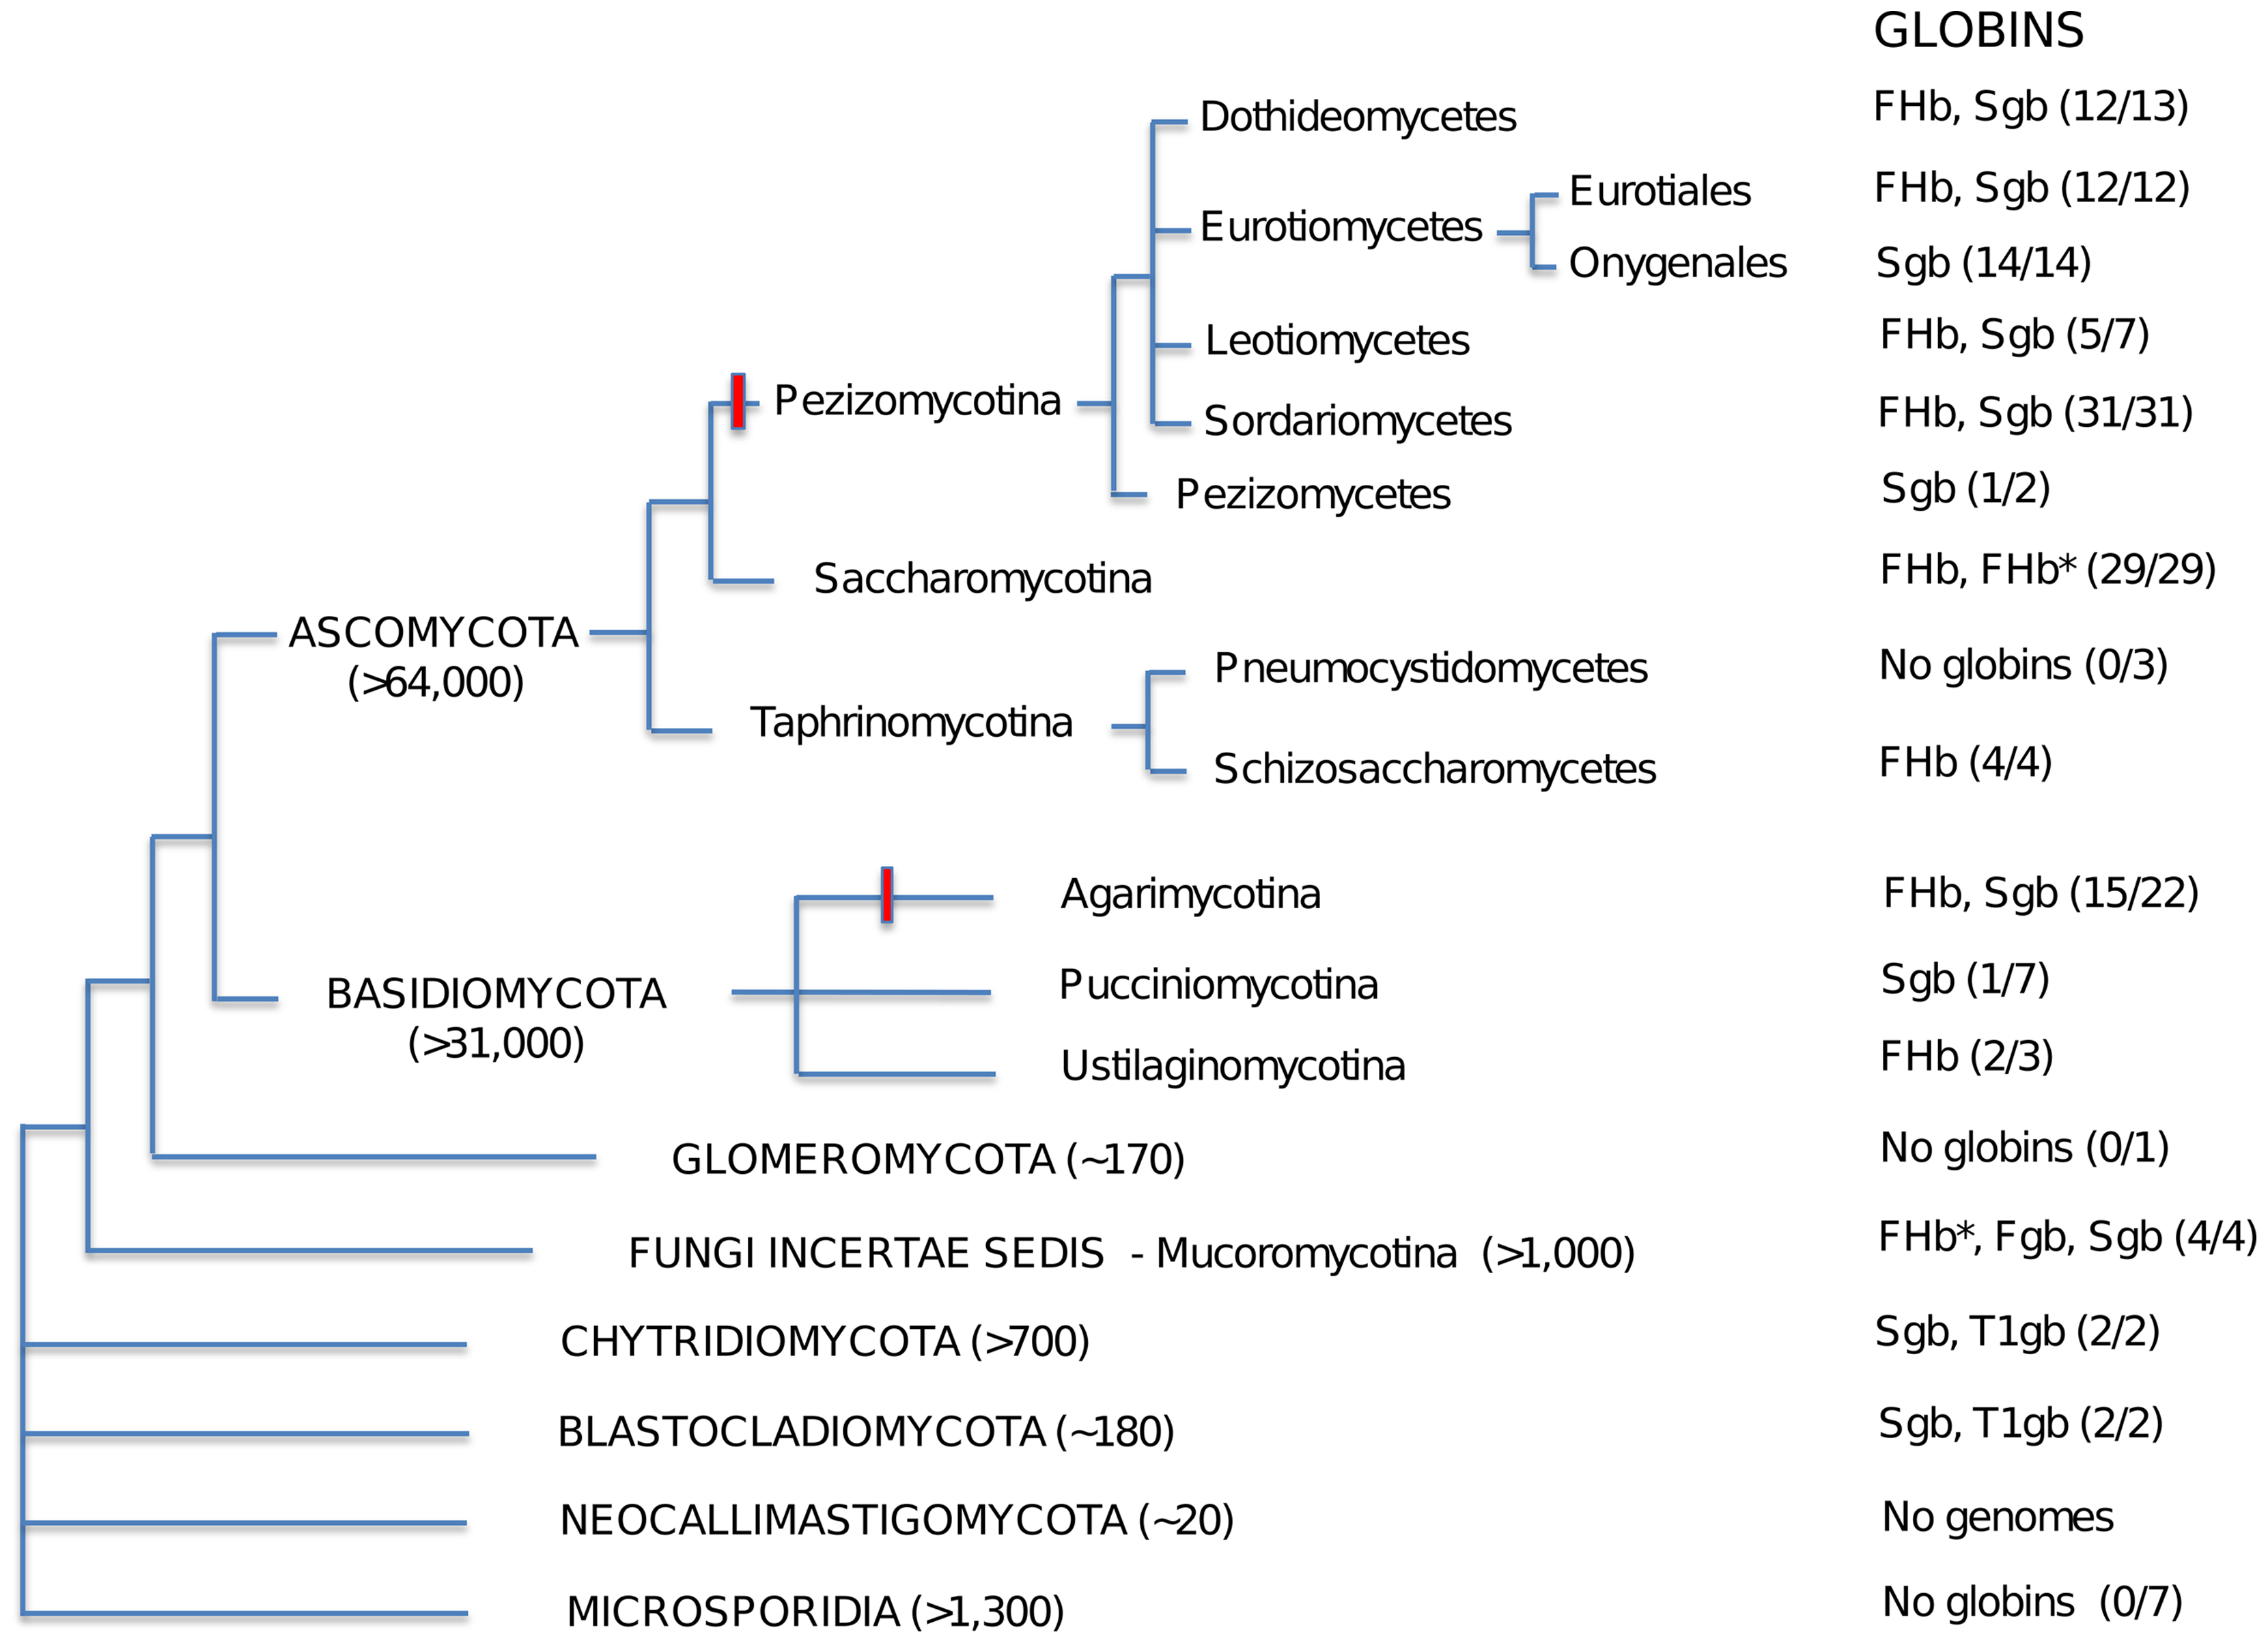 GLOBINS
Dothideomycetes FHb, Sgb (12/13)
Eurotiales FHb, Sgb (12/12)
Eurotiomycetes
Onygenales Sgb (14/14)
Leotiomycetes FHb, Sgb (5/7)
Pezizomycotina
Sordariomycetes FHb, Sgb (31/31)
Pezizomycetes Sgb (1/2)
Saccharomycotina FHb, FHb* (29/29)
ASCOMYCOTA
(>64,000)
Pneumocystidomycetes No globins (0/3)
Taphrinomycotina
Schizosaccharomycetes FHb (4/4)
Agarimycotina FHb, Sgb (15/22)
BASIDIOMYCOTA
(>31,000)
Pucciniomycotina Sgb (1/7)
Ustilaginomycotina FHb (2/3)
GLOMEROMYCOTA (~170) No globins (0/1)
FUNGI INCERTAE SEDIS - Mucoromycotina (>1,000) FHb*, Fgb, Sgb (4/4)
CHYTRIDIOMYCOTA (>700) Sgb, T1gb (2/2)
BLASTOCLADIOMYCOTA (~180) Sgb, T1gb (2/2)
NEOCALLIMASTIGOMYCOTA (~20) No genomes
MICROSPORIDIA (>1,300) No globins (0/7)